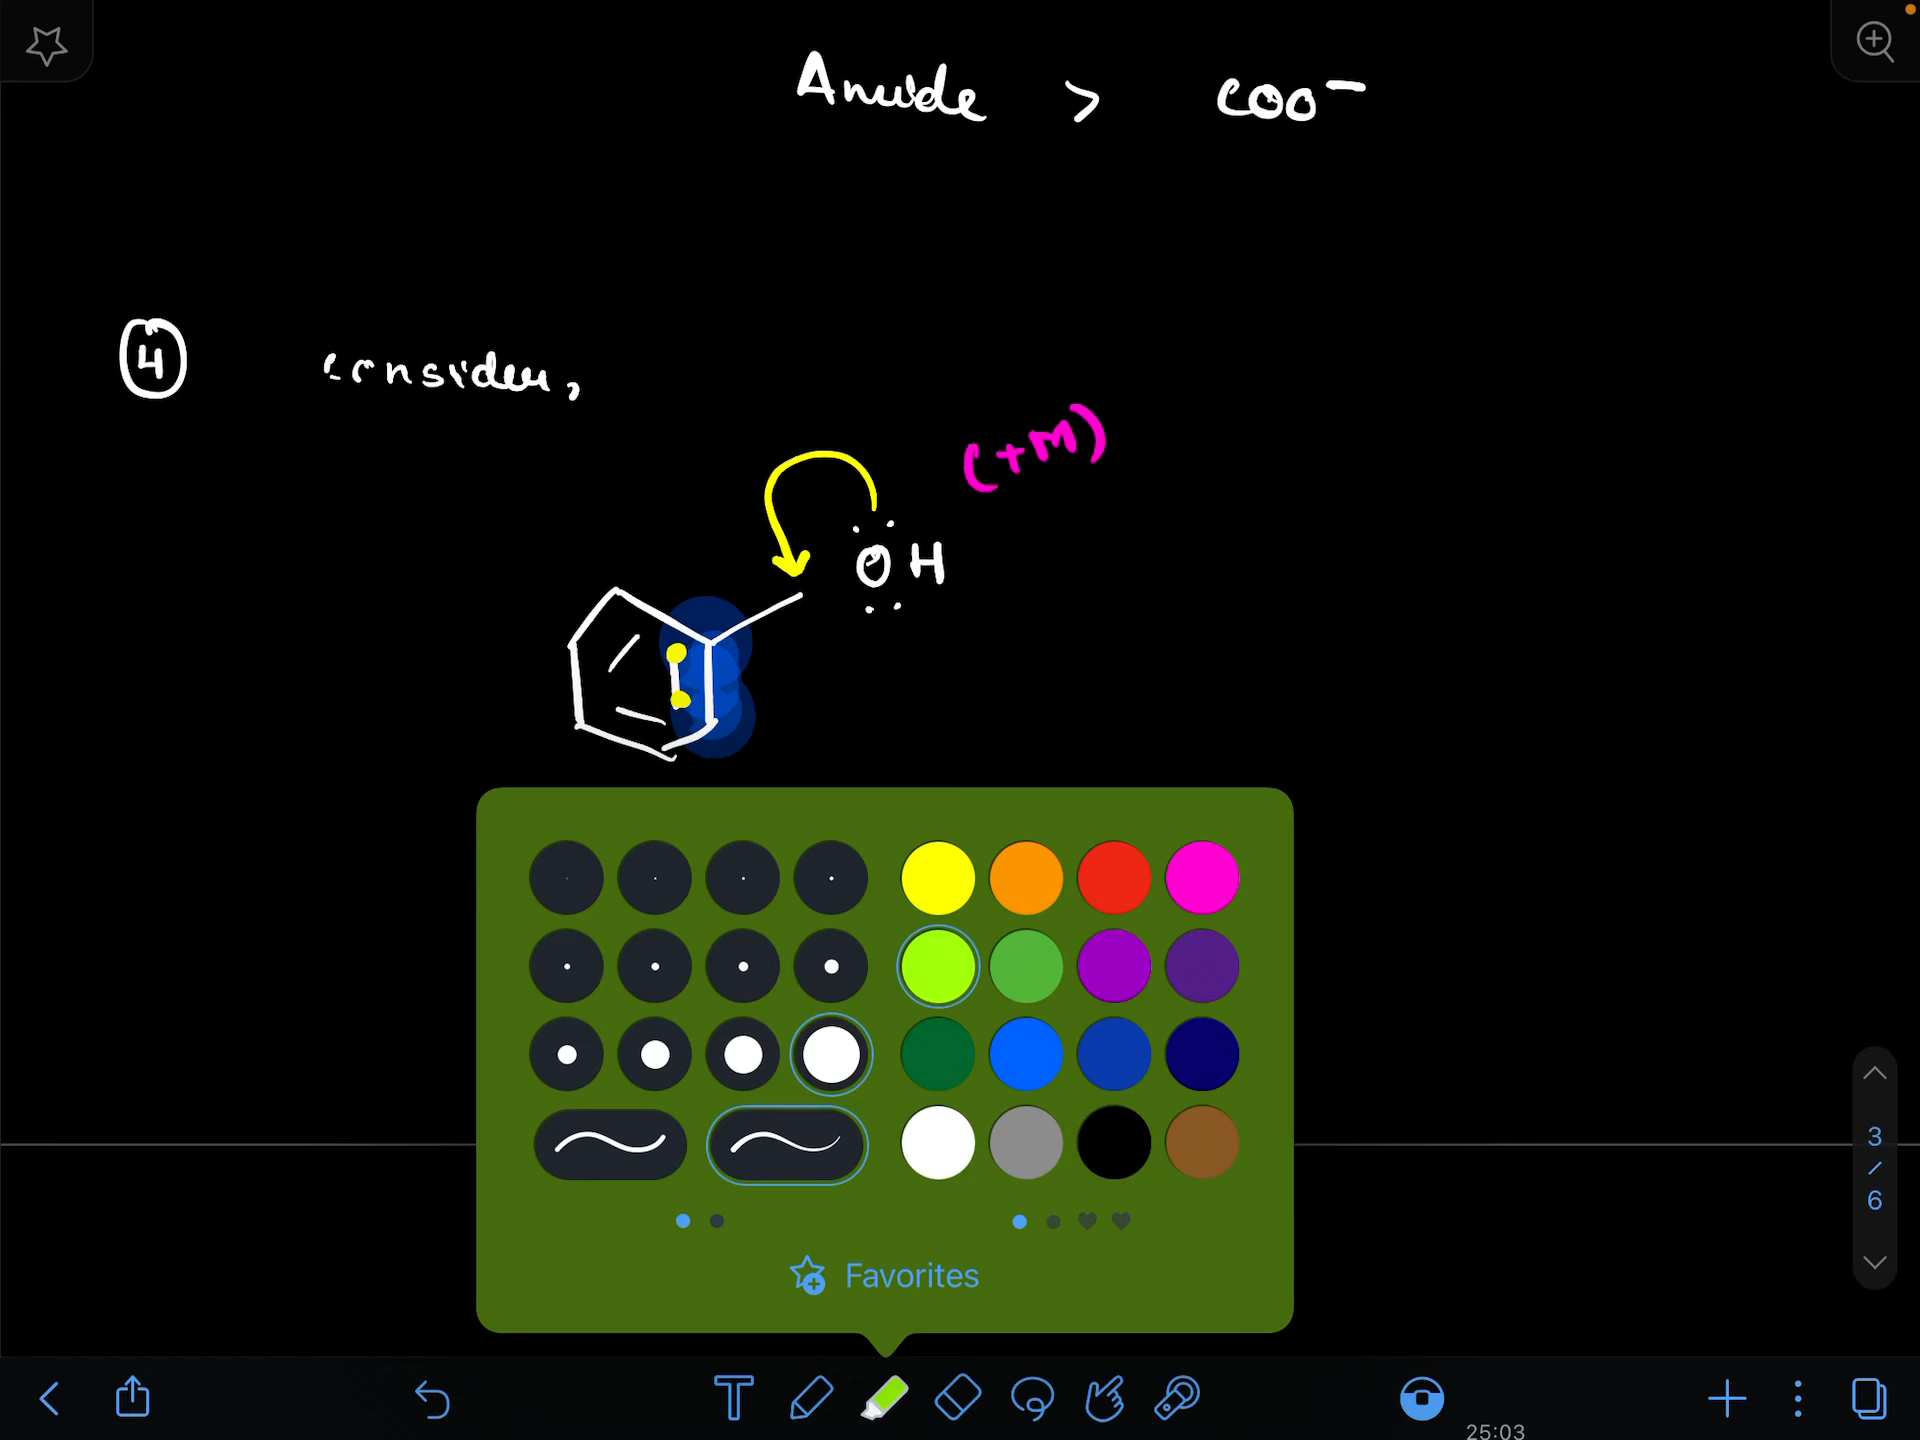 Amide > COO⁻
4 consider,
(+M)
OH
3
/
6
Favorites
T
25:03